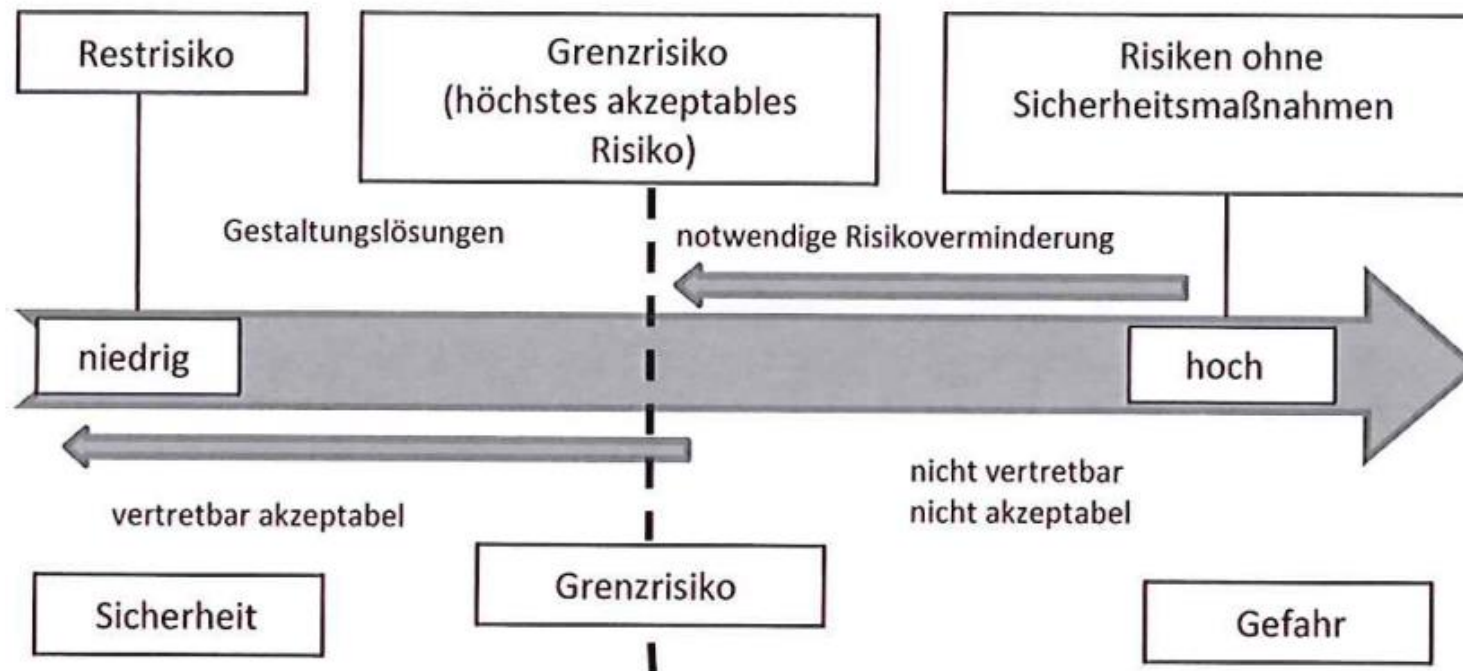 Restrisiko
Grenzrisiko
(höchstes akzeptables
Risiko)
Risiken ohne
Sicherheitsmaßnahmen
Gestaltungslösungen
notwendige Risikoverminderung
niedrig
hoch
vertretbar akzeptabel
nicht vertretbar
nicht akzeptabel
Sicherheit
Grenzrisiko
Gefahr